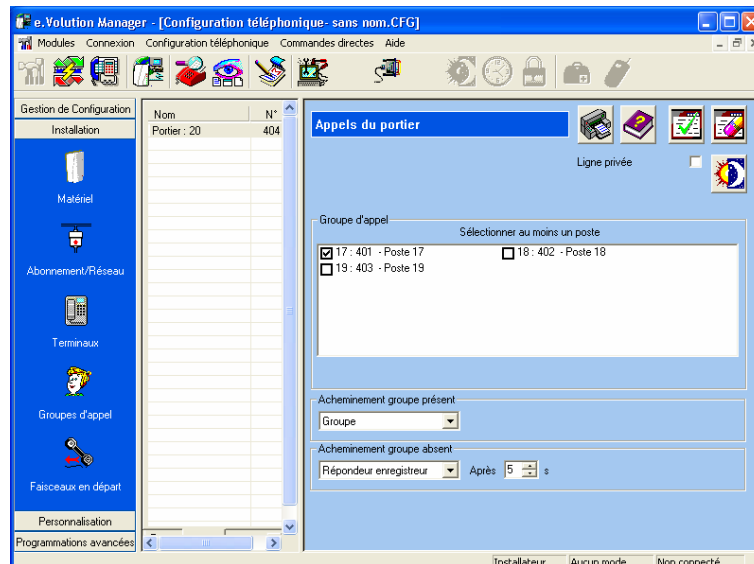 e.Volution Manager - [Configuration téléphonique- sans nom.CFG]
Modules Connexion Configuration téléphonique Commandes directes Aide
Gestion de Configuration
Installation
Matériel
Abonnement/Réseau
Terminaux
Groupes d'appel
Faisceaux en départ
Personnalisation
Programmations avancées
Nom N°
Portier : 20 404
Appels du portier
Ligne privée
Groupe d'appel
Sélectionner au moins un poste
17 : 401 - Poste 17 18 : 402 - Poste 18
19 : 403 - Poste 19
Acheminement groupe présent
Groupe
Acheminement groupe absent
Répondeur enregistreur Après 5 s
Installateur Aucun mode Non connecté